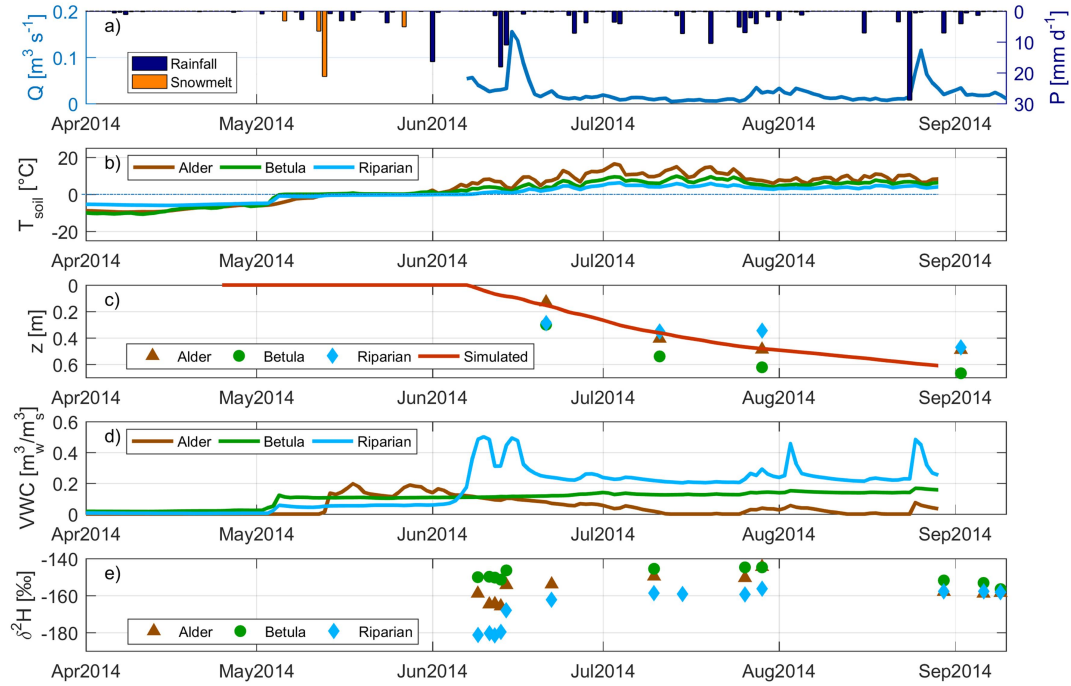 a)
Q [m³ s⁻¹]
0.2
0.1
0
Rainfall
Snowmelt
0
10
20
30
P [mm d⁻¹]
Apr2014 May2014 Jun2014 Jul2014 Aug2014 Sep2014
b)
T_soil [°C]
20
0
-20
Alder Betula Riparian
Apr2014 May2014 Jun2014 Jul2014 Aug2014 Sep2014
c)
z [m]
0
0.2
0.4
0.6
Alder Betula Riparian Simulated
Apr2014 May2014 Jun2014 Jul2014 Aug2014 Sep2014
d)
VWC [m³_w/m³_s]
0.6
0.4
0.2
0
Alder Betula Riparian
Apr2014 May2014 Jun2014 Jul2014 Aug2014 Sep2014
e)
δ²H [‰]
-140
-160
-180
Alder Betula Riparian
Apr2014 May2014 Jun2014 Jul2014 Aug2014 Sep2014